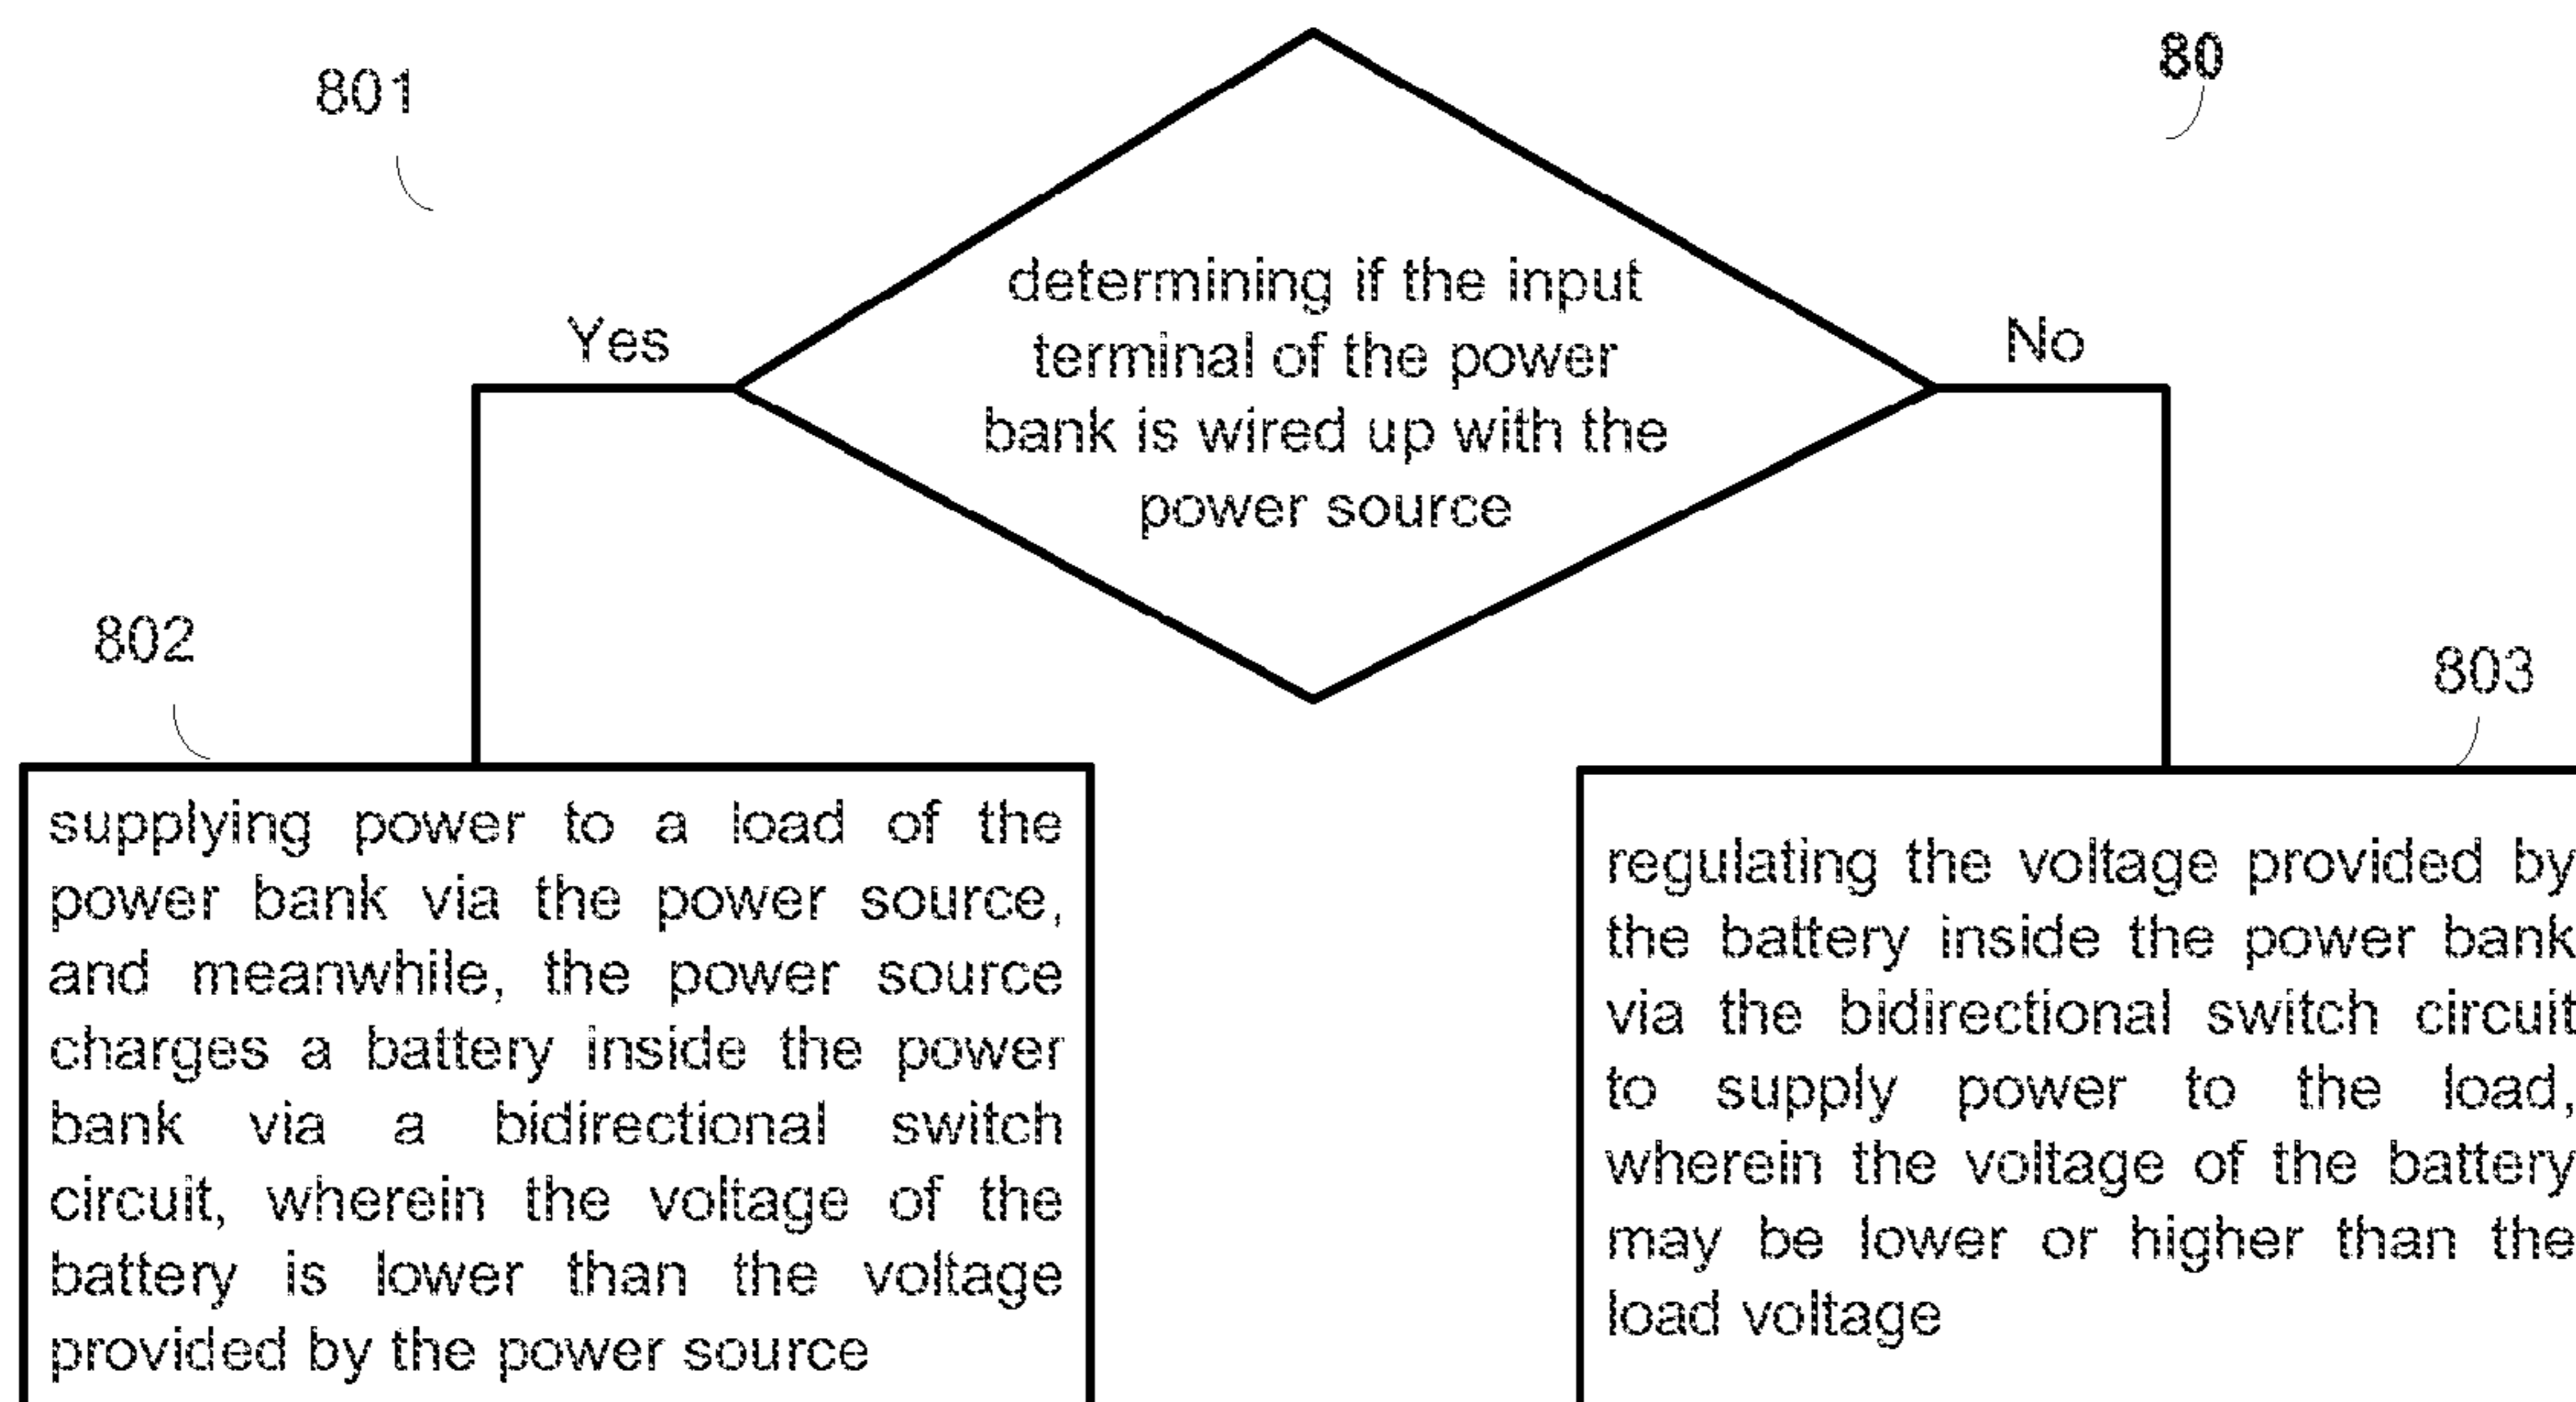 80
801
determining if the input
terminal of the power
bank is wired up with the
power source
Yes
No
802
supplying power to a load of the
power bank via the power source,
and meanwhile, the power source
charges a battery inside the power
bank via a bidirectional switch
circuit, wherein the voltage of the
battery is lower than the voltage
provided by the power source
803
regulating the voltage provided by
the battery inside the power bank
via the bidirectional switch circuit
to supply power to the load,
wherein the voltage of the battery
may be lower or higher than the
load voltage